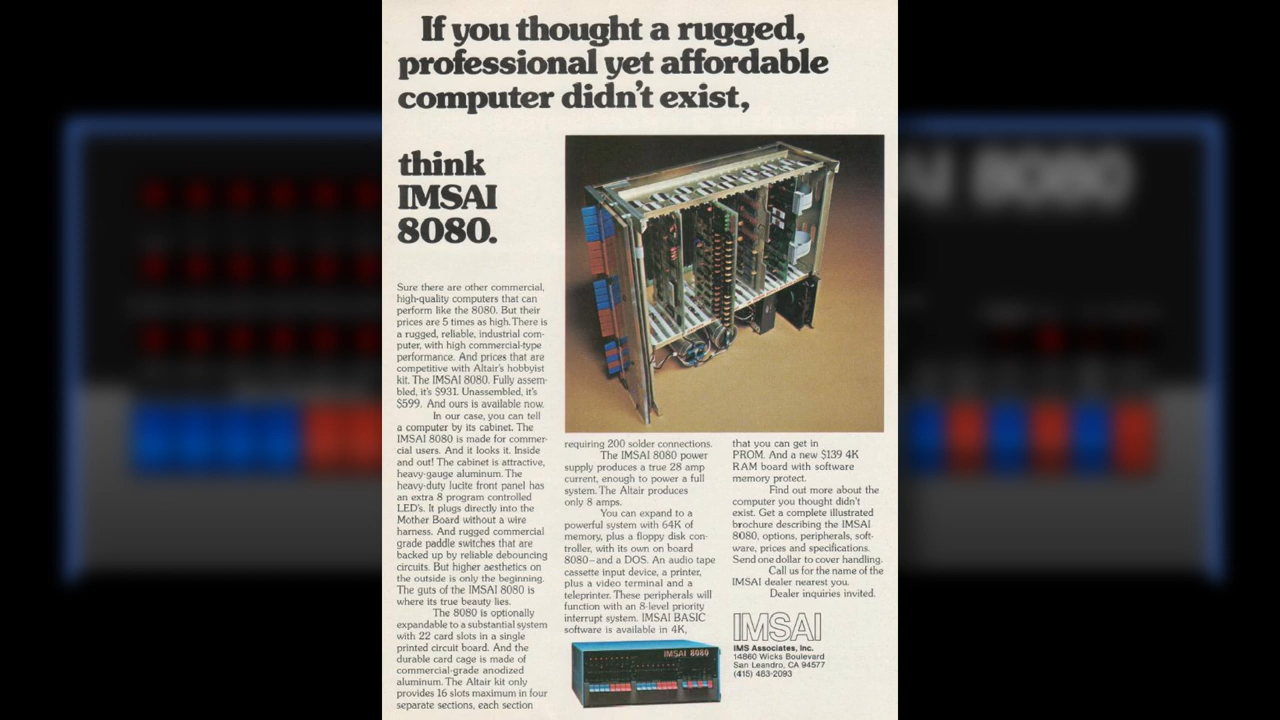 If you thought a rugged,
professional yet affordable
computer didn't exist,
think
IMSAI
8080.
Sure there are other commercial,
high-quality computers that can
perform like the 8080. But their
prices are 5 times as high. There is
a rugged, reliable, industrial com-
puter, with high commercial-type
performance. And prices that are
competitive with Altair's hobbyist
kit. The IMSAI 8080. Fully assem-
bled, it's $931. Unassembled, it's
$599. And ours is available now.
In our case, you can tell
a computer by its cabinet. The
IMSAI 8080 is made for commer-
cial users. And it looks it. Inside
and out! The cabinet is attractive,
heavy-gauge aluminum. The
heavy-duty lucite front panel has
an extra 8 program controlled
LED's. It plugs directly into the
Mother Board without a wire
harness. And rugged commercial
grade paddle switches that are
backed up by reliable debouncing
circuits. But higher aesthetics on
the outside is only the beginning.
The guts of the IMSAI 8080 is
where its true beauty lies.
The 8080 is optionally
expandable to a substantial system
with 22 card slots in a single
printed circuit board. And the
durable card cage is made of
commercial-grade anodized
aluminum. The Altair kit only
provides 16 slots maximum in four
separate sections, each section
requiring 200 solder connections.
The IMSAI 8080 power
supply produces a true 28 amp
current, enough to power a full
system. The Altair produces
only 8 amps.
You can expand to a
powerful system with 64K of
memory, plus a floppy disk con-
troller, with its own on board
8080–and a DOS. An audio tape
cassette input device, a printer,
plus a video terminal and a
teleprinter. These peripherals will
function with an 8-level priority
interrupt system. IMSAI BASIC
software is available in 4K,
that you can get in
PROM. And a new $139 4K
RAM board with software
memory protect.
Find out more about the
computer you thought didn't
exist. Get a complete illustrated
brochure describing the IMSAI
8080, options, peripherals, soft-
ware, prices and specifications.
Send one dollar to cover handling.
Call us for the name of the
IMSAI dealer nearest you.
Dealer inquiries invited.
IMSAI
IMS Associates, Inc.
14860 Wicks Boulevard
San Leandro, CA 94577
(415) 483-2093
IMSAI 8080
8080